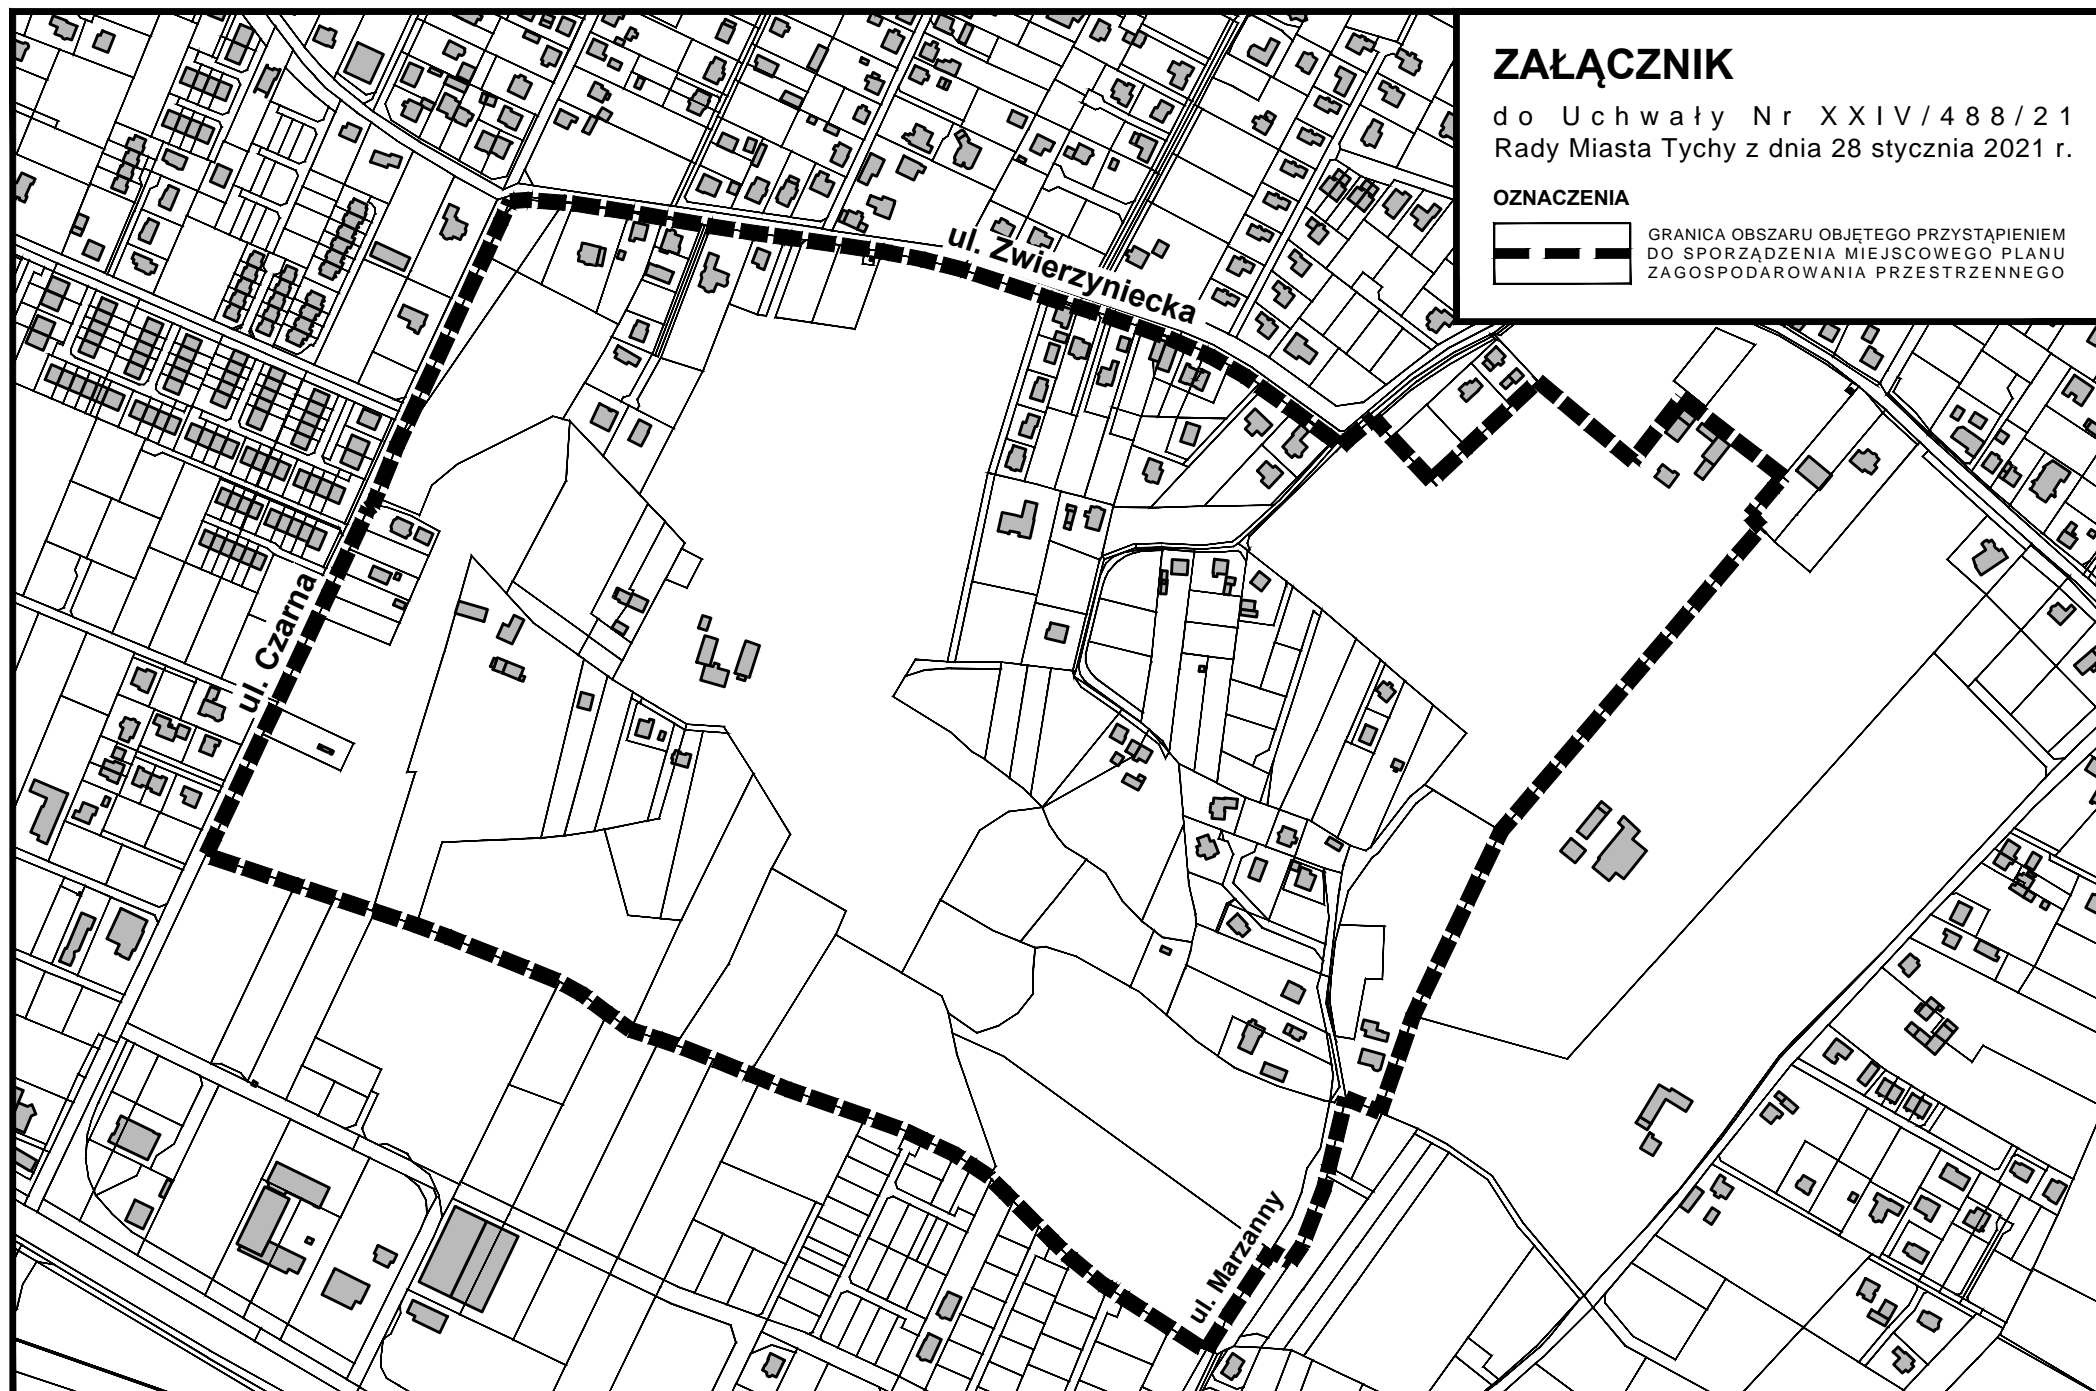 ZAŁĄCZNIK
do Uchwały Nr XXIV/488/21
Rady Miasta Tychy z dnia 28 stycznia 2021 r.
OZNACZENIA
GRANICA OBSZARU OBJĘTEGO PRZYSTĄPIENIEM
DO SPORZĄDZENIA MIEJSCOWEGO PLANU
ZAGOSPODAROWANIA PRZESTRZENNEGO
ul. Zwierzyniecka
ul. Czarna
ul. Marzanny